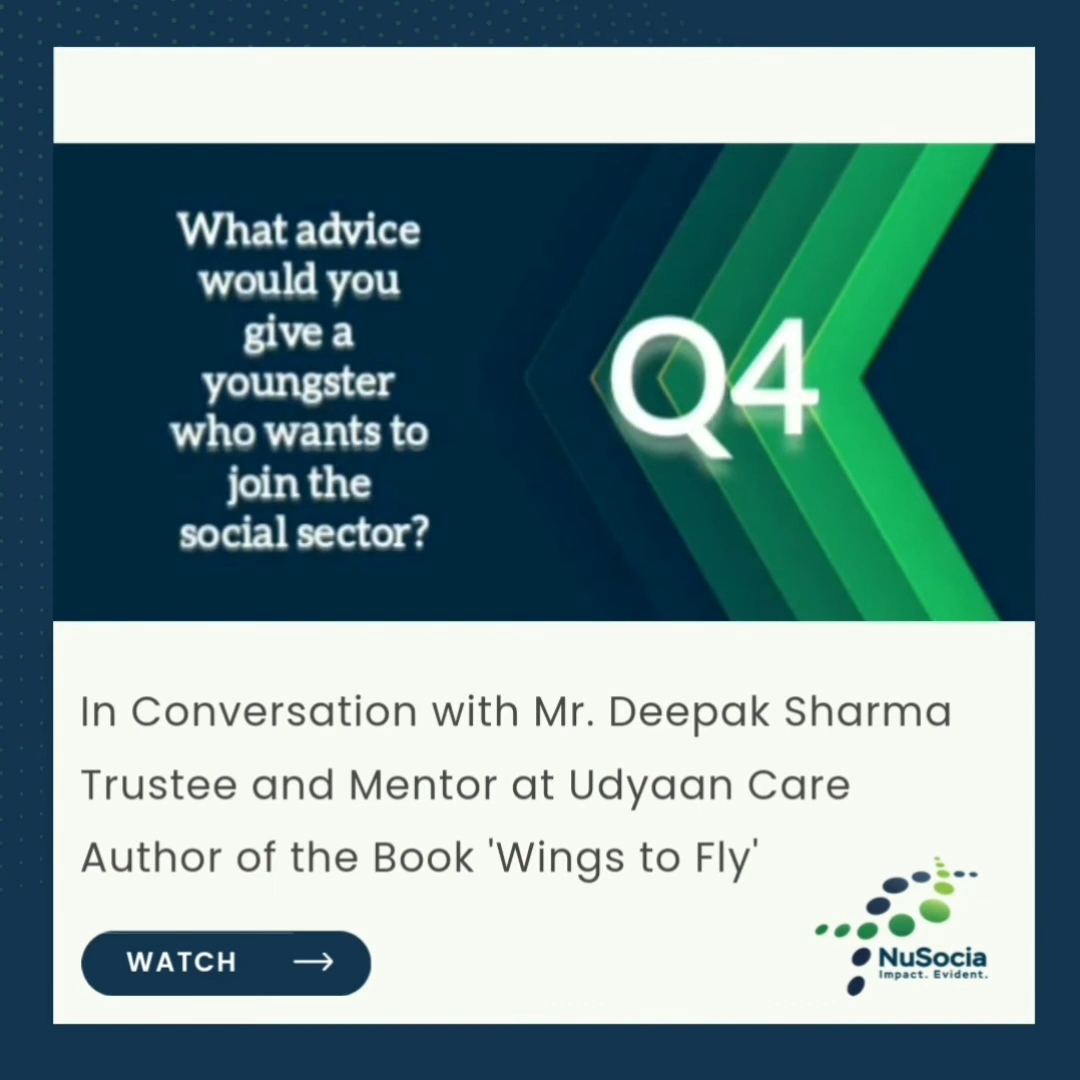 What advice
would you
give a
youngster
who wants to
join the
social sector?
Q4
In Conversation with Mr. Deepak Sharma
Trustee and Mentor at Udyaan Care
Author of the Book 'Wings to Fly'
WATCH
NuSocia
Impact. Evident.